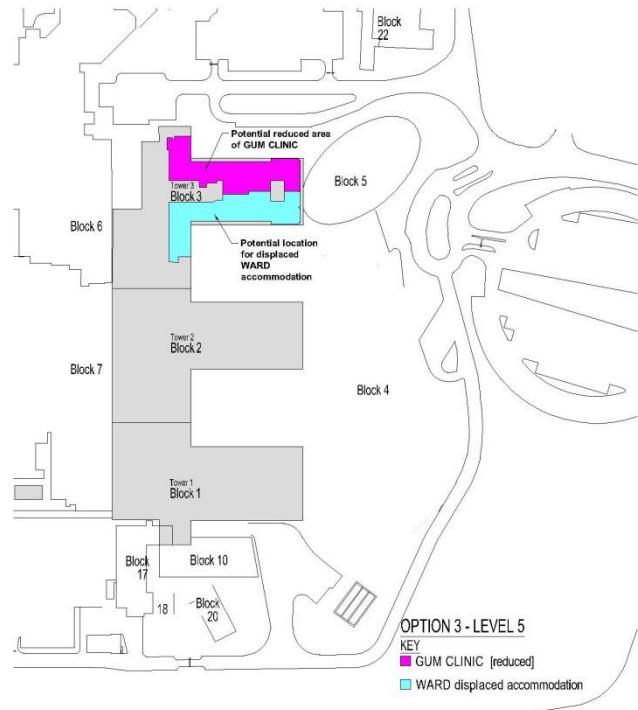 Block
22
Potential reduced area
of GUM CLINIC
Block 5
Tower 3
Block 3
Block 6
Potential location
for displaced
WARD
accommodation
Tower 2
Block 2
Block 7
Block 4
Tower 1
Block 1
Block 10
Block
17
18
Block
20
OPTION 3 - LEVEL 5
KEY
GUM CLINIC [reduced]
WARD displaced accommodation